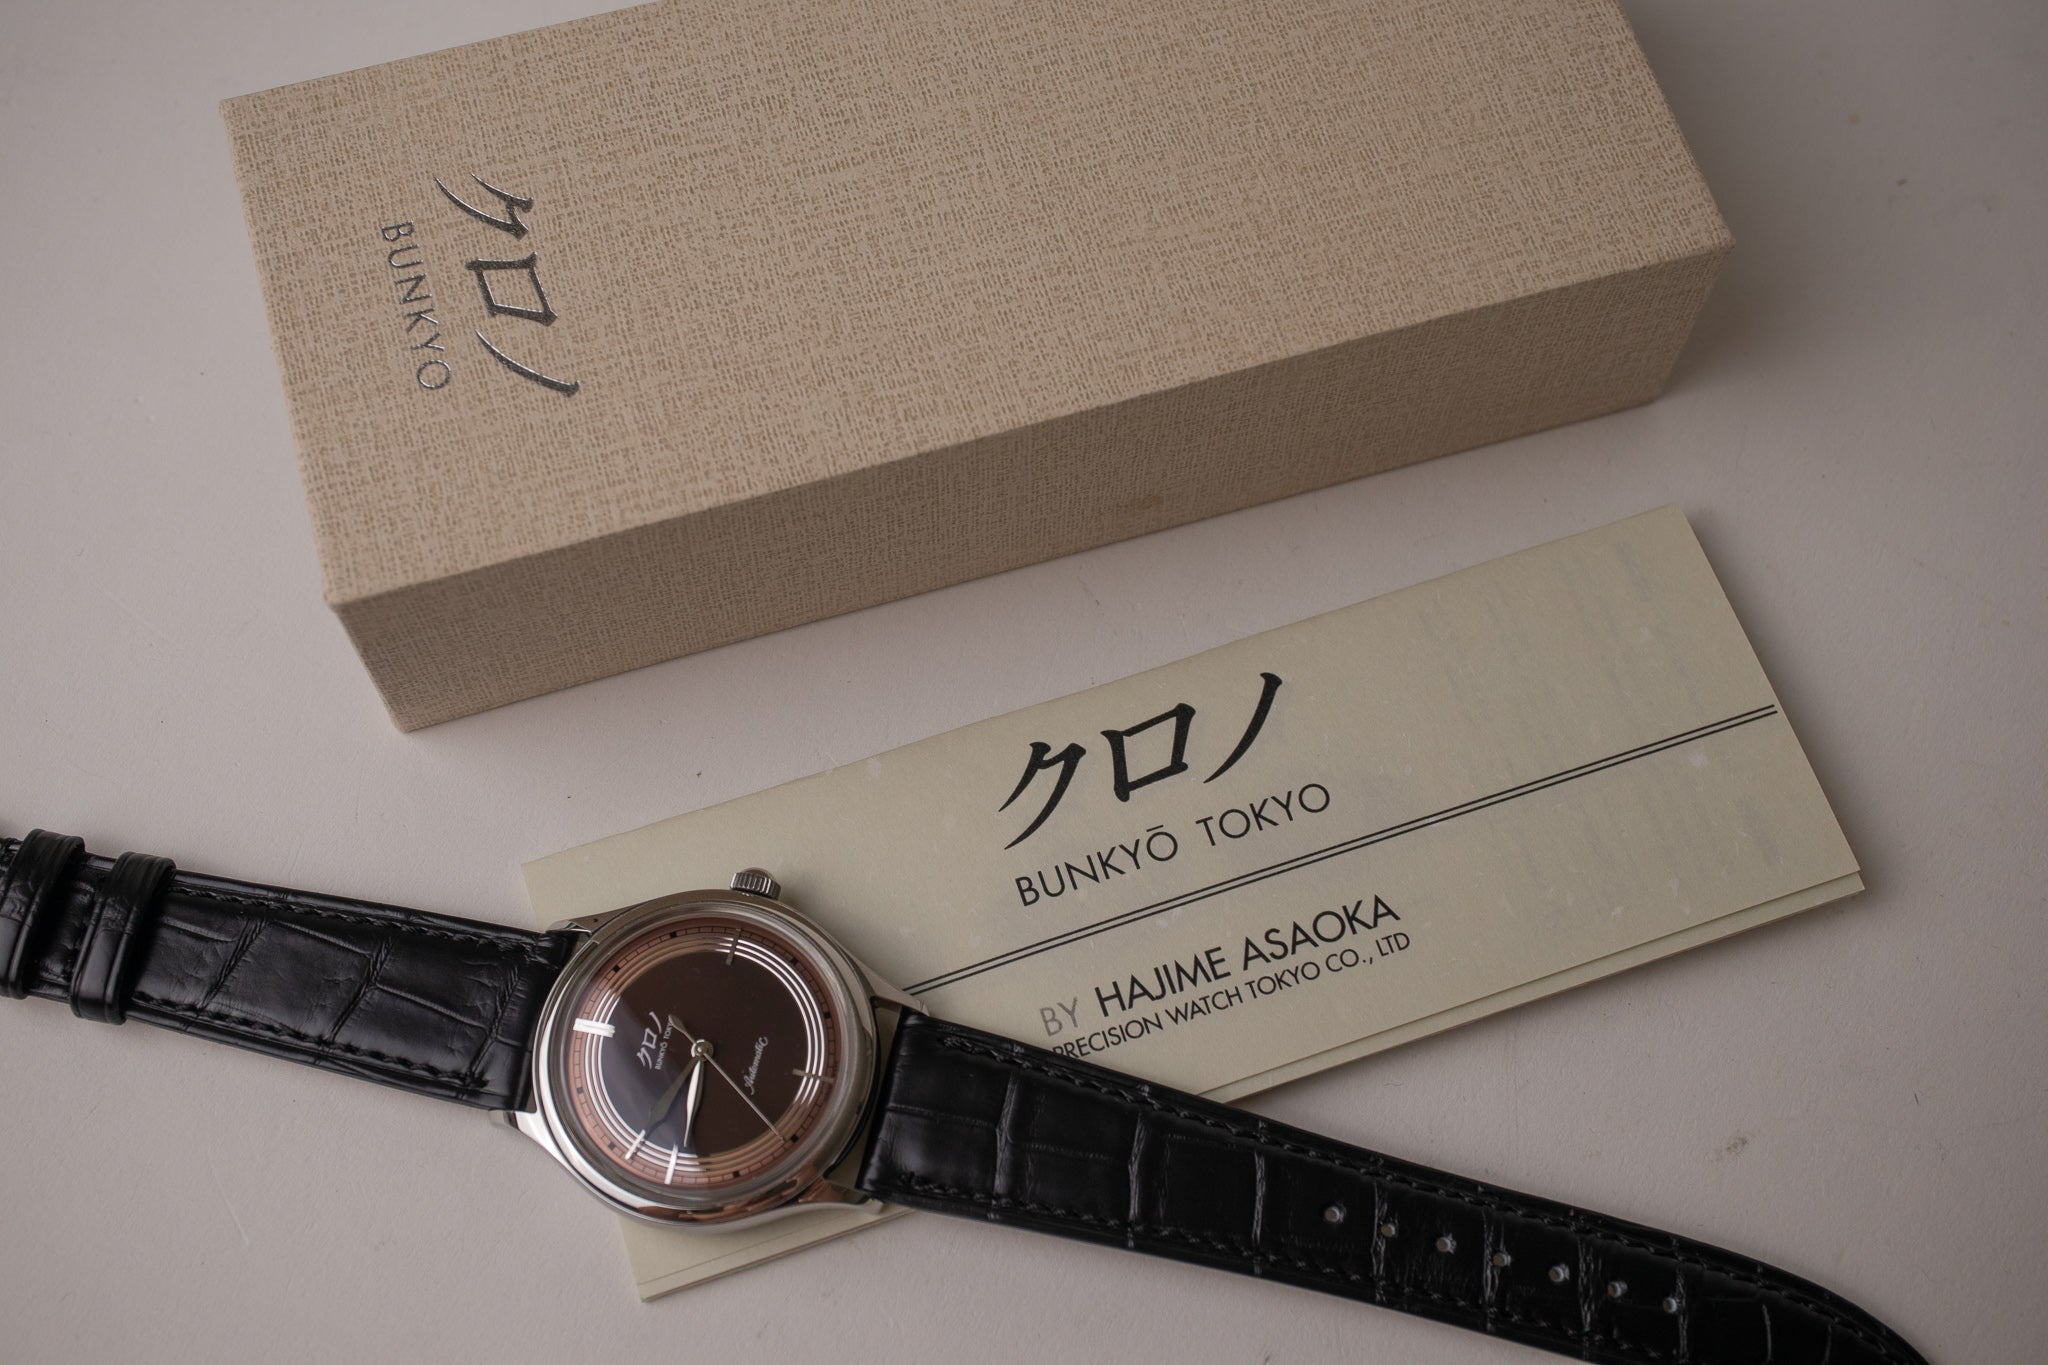 クロノ
BUNKYO
クロノ
BUNKYŌ TOKYO
BY HAJIME ASAOKA
PRECISION WATCH TOKYO CO., LTD
クロノ
BUNKYŌ TOKYO
Automatic